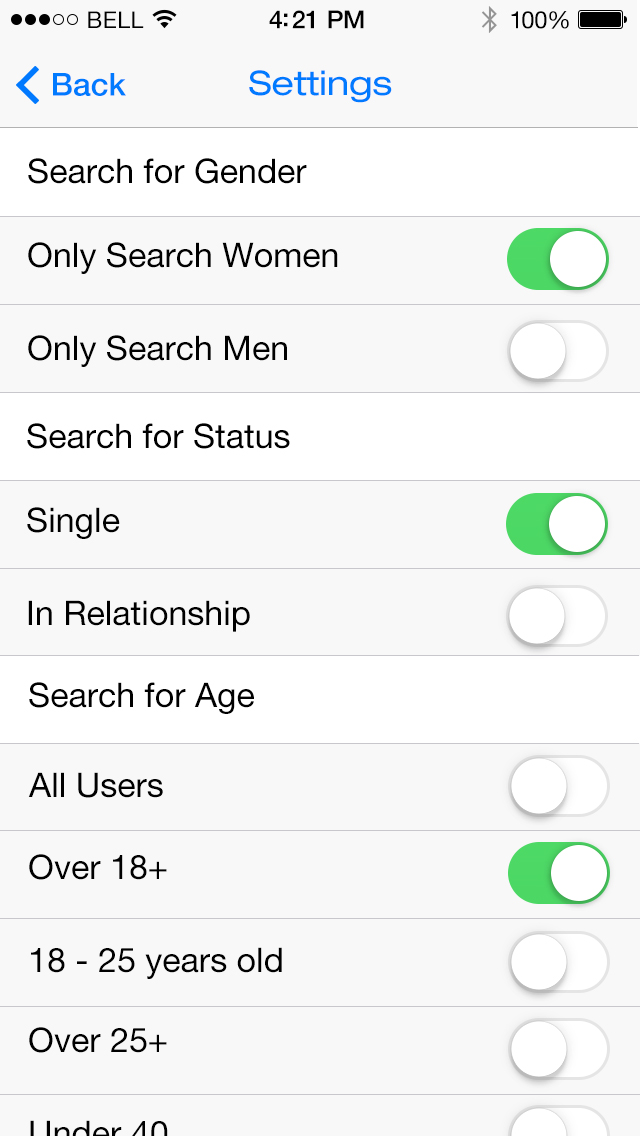 BELL 4:21 PM 100%
Back Settings
Search for Gender
Only Search Women
Only Search Men
Search for Status
Single
In Relationship
Search for Age
All Users
Over 18+
18 - 25 years old
Over 25+
Under 40